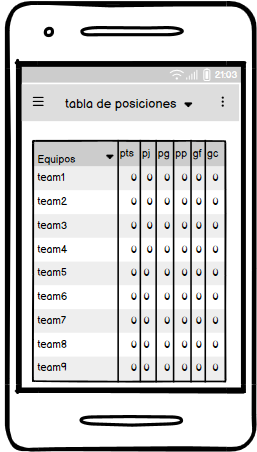 21:03
tabla de posiciones
Equipos pts pj pg pp gf gc
team1 0 0 0 0 0 0
team2 0 0 0 0 0 0
team3 0 0 0 0 0 0
team4 0 0 0 0 0 0
team5 0 0 0 0 0 0
team6 0 0 0 0 0 0
team7 0 0 0 0 0 0
team8 0 0 0 0 0 0
team9 0 0 0 0 0 0